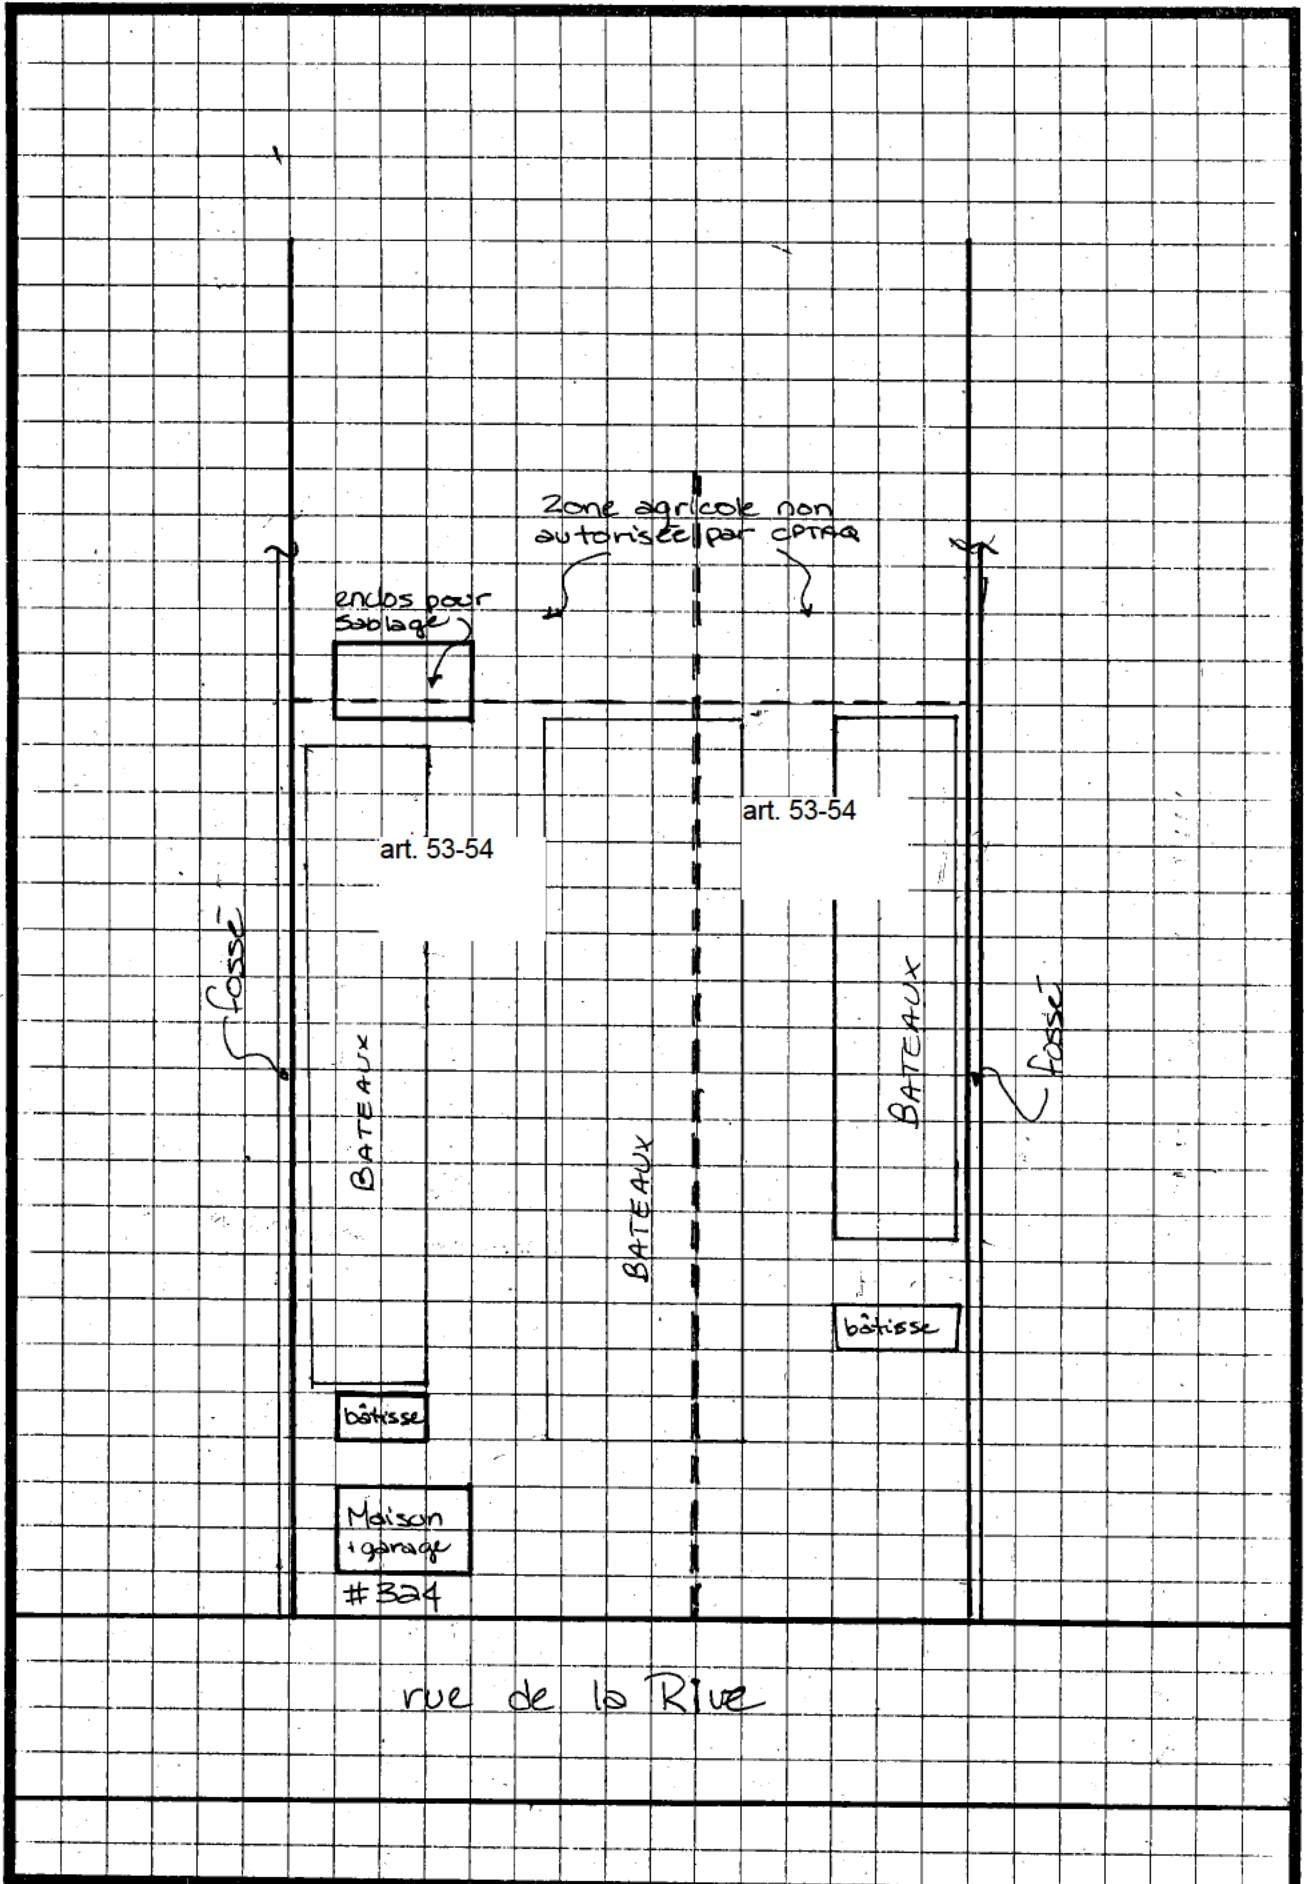 Zone agricole non
autorisée par CPTAQ
enclos pour
sablage
art. 53-54
art. 53-54
fossé
BATEAUX
BATEAUX
BATEAUX
fossé
bâtisse
bâtisse
Maison
+ garage
#324
rue de la Rive